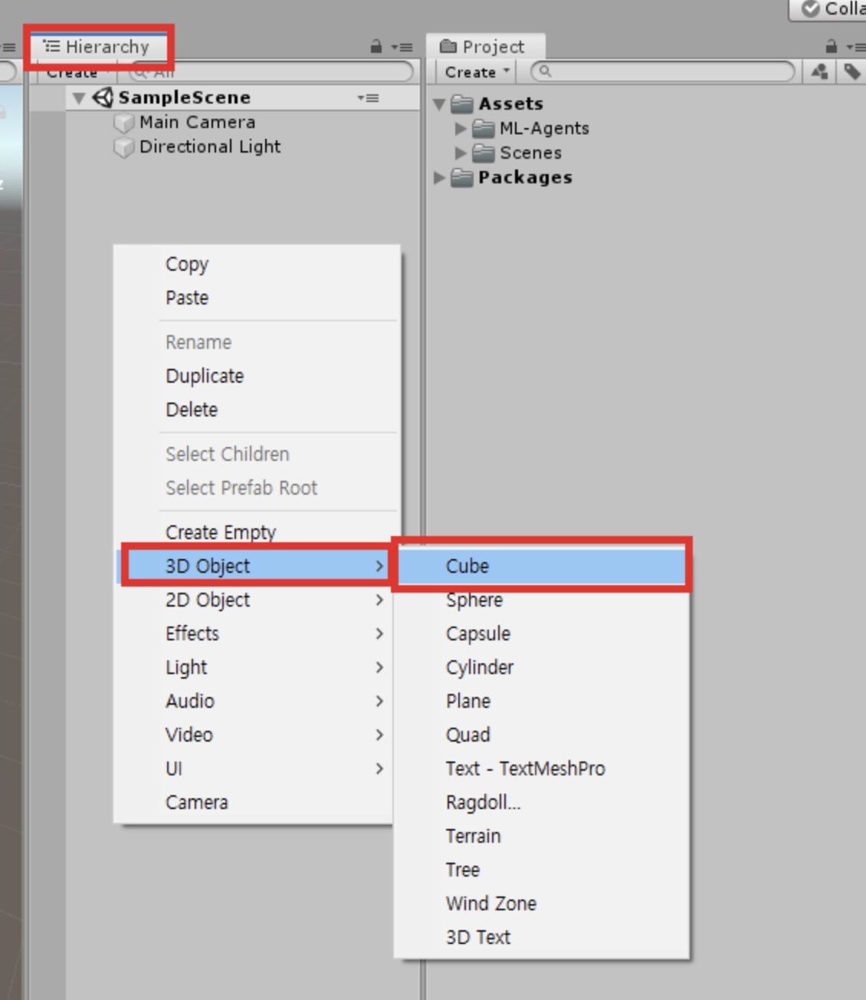 Colla
Hierarchy
Create
All
SampleScene
Main Camera
Directional Light
Project
Create
Assets
ML-Agents
Scenes
Packages
z
Copy
Paste
Rename
Duplicate
Delete
Select Children
Select Prefab Root
Create Empty
3D Object
2D Object
Effects
Light
Audio
Video
UI
Camera
Cube
Sphere
Capsule
Cylinder
Plane
Quad
Text - TextMeshPro
Ragdoll...
Terrain
Tree
Wind Zone
3D Text